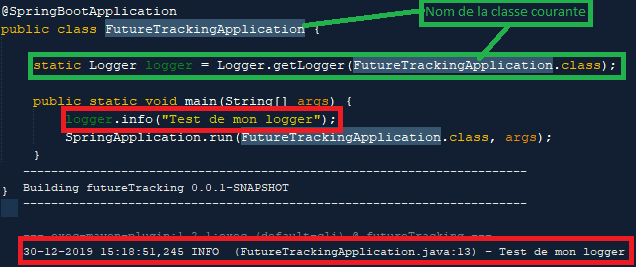 @SpringBootApplication
public class FutureTrackingApplication {
Nom de la classe courante
static Logger logger = Logger.getLogger(FutureTrackingApplication.class);
public static void main(String[] args) {
logger.info("Test de mon logger");
SpringApplication.run(FutureTrackingApplication.class, args);
}
------------------------------------------------------------------------
Building futureTracking 0.0.1-SNAPSHOT
}
------------------------------------------------------------------------
--- exec-maven-plugin:1.2.1:exec (default-cli) @ futureTracking ---
30-12-2019 15:18:51,245 INFO  (FutureTrackingApplication.java:13) - Test de mon logger